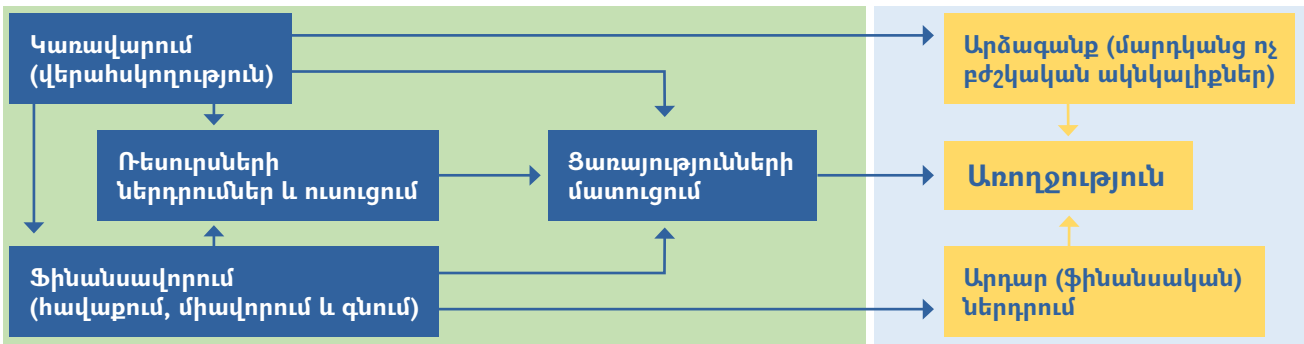 Կառավարում
(վերահսկողություն)
Արձագանք (մարդկանց ոչ
բժշկական ակնկալիքներ)
Ռեսուրսների
ներդրումներ և ուսուցում
Ծառայությունների
մատուցում
Առողջություն
Ֆինանսավորում
(հավաքում, միավորում և գնում)
Արդար (ֆինանսական)
ներդրում